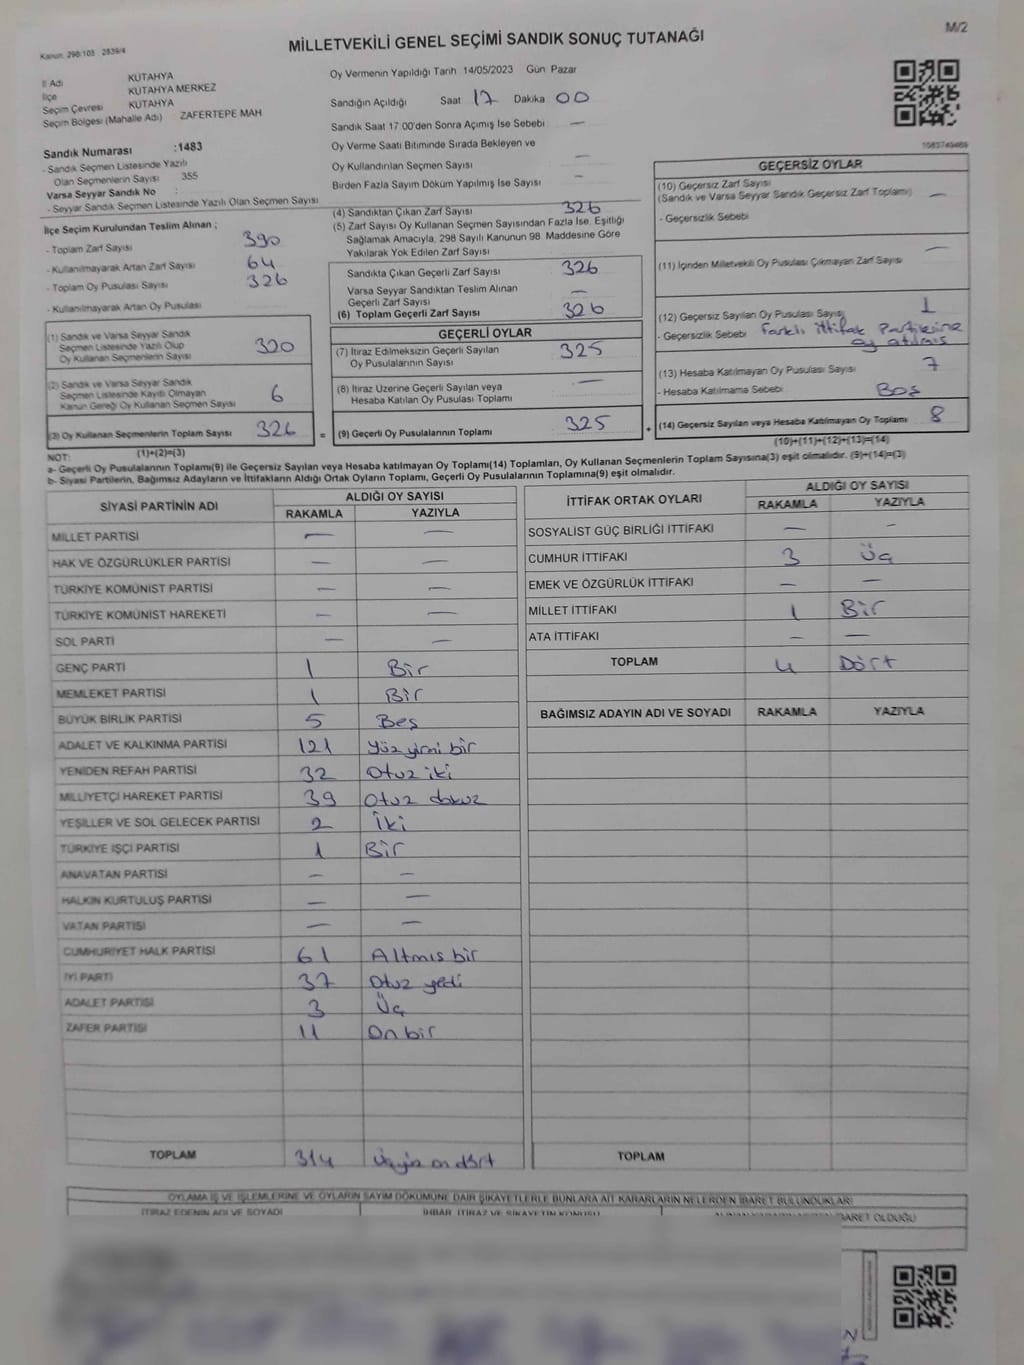 M/2
Kanun: 298/103 2839/4
MİLLETVEKİLİ GENEL SEÇİMİ SANDIK SONUÇ TUTANAĞI
İl Adı KÜTAHYA
İlçe KÜTAHYA MERKEZ
Seçim Çevresi KÜTAHYA
Seçim Bölgesi (Mahalle Adı) ZAFERTEPE MAH
Sandık Numarası :1483
- Sandık Seçmen Listesinde Yazılı
Olan Seçmenlerin Sayısı 355
Varsa Seyyar Sandık No :
- Seyyar Sandık Seçmen Listesinde Yazılı Olan Seçmen Sayısı
Oy Vermenin Yapıldığı Tarih 14/05/2023 Gün Pazar
Sandığın Açıldığı Saat 17 Dakika 00
Sandık Saat 17:00'den Sonra Açımış İse Sebebi : —
Oy Verme Saati Bitiminde Sırada Bekleyen ve
Oy Kullandırılan Seçmen Sayısı —
Birden Fazla Sayım Döküm Yapılmış İse Sayısı —
İlçe Seçim Kurulundan Teslim Alınan ;
- Toplam Zarf Sayısı 390
- Kullanılmayarak Artan Zarf Sayısı 64
- Toplam Oy Pusulası Sayısı 326
- Kullanılmayarak Artan Oy Pusulası
(1) Sandık ve Varsa Seyyar Sandık
Seçmen Listesinde Yazılı Olup
Oy Kullanan Seçmenlerin Sayısı 320
(2) Sandık ve Varsa Seyyar Sandık
Seçmen Listesinde Kayıtlı Olmayan
Kanun Gereği Oy Kullanan Seçmen Sayısı 6
(3) Oy Kullanan Seçmenlerin Toplam Sayısı 326
(1)+(2)=(3)
(4) Sandıktan Çıkan Zarf Sayısı 326
(5) Zarf Sayısı Oy Kullanan Seçmen Sayısından Fazla İse, Eşitliği
Sağlamak Amacıyla, 298 Sayılı Kanunun 98. Maddesine Göre
Yakılarak Yok Edilen Zarf Sayısı
Sandıkta Çıkan Geçerli Zarf Sayısı 326
Varsa Seyyar Sandıktan Teslim Alınan
Geçerli Zarf Sayısı —
(6) Toplam Geçerli Zarf Sayısı 326
GEÇERLİ OYLAR
(7) İtiraz Edilmeksizin Geçerli Sayılan
Oy Pusulalarının Sayısı 325
(8) İtiraz Üzerine Geçerli Sayılan veya
Hesaba Katılan Oy Pusulası Toplamı —
= (9) Geçerli Oy Pusulalarının Toplamı 325 +
GEÇERSİZ OYLAR
(10) Geçersiz Zarf Sayısı
(Sandık ve Varsa Seyyar Sandık Geçersiz Zarf Toplamı) —
- Geçersizlik Sebebi
(11) İçinden Milletvekili Oy Pusulası Çıkmayan Zarf Sayısı —
(12) Geçersiz Sayılan Oy Pusulası Sayısı 1
- Geçersizlik Sebebi Farklı ittifak Partilerine
oy atılmış
(13) Hesaba Katılmayan Oy Pusulası Sayısı 7
- Hesaba Katılmama Sebebi Boş
(14) Geçersiz Sayılan veya Hesaba Katılmayan Oy Toplamı 8
(10)+(11)+(12)+(13)=(14)
NOT:
a- Geçerli Oy Pusulalarının Toplamı(9) ile Geçersiz Sayılan veya Hesaba katılmayan Oy Toplamı(14) Toplamları, Oy Kullanan Seçmenlerin Toplam Sayısına(3) eşit olmalıdır. (9)+(14)=(3)
b- Siyasi Partilerin, Bağımsız Adayların ve İttifakların Aldığı Ortak Oyların Toplamı, Geçerli Oy Pusulalarının Toplamına(9) eşit olmalıdır.
SİYASİ PARTİNİN ADI ALDIĞI OY SAYISI
RAKAMLA YAZIYLA
MİLLET PARTİSİ — —
HAK VE ÖZGÜRLÜKLER PARTİSİ — —
TÜRKİYE KOMÜNİST PARTİSİ — —
TÜRKİYE KOMÜNİST HAREKETİ — —
SOL PARTİ — —
GENÇ PARTİ 1 Bir
MEMLEKET PARTİSİ 1 Bir
BÜYÜK BİRLİK PARTİSİ 5 Beş
ADALET VE KALKINMA PARTİSİ 121 Yüz yirmi bir
YENİDEN REFAH PARTİSİ 32 Otuz iki
MİLLİYETÇİ HAREKET PARTİSİ 39 Otuz dokuz
YEŞİLLER VE SOL GELECEK PARTİSİ 2 İki
TÜRKİYE İŞÇİ PARTİSİ 1 Bir
ANAVATAN PARTİSİ — —
HALKIN KURTULUŞ PARTİSİ — —
VATAN PARTİSİ — —
CUMHURİYET HALK PARTİSİ 61 Altmış bir
İYİ PARTİ 37 Otuz yedi
ADALET PARTİSİ 3 Üç
ZAFER PARTİSİ 11 On bir
TOPLAM 314 Üçyüz on dört
İTTİFAK ORTAK OYLARI ALDIĞI OY SAYISI
RAKAMLA YAZIYLA
SOSYALİST GÜÇ BİRLİĞİ İTTİFAKI — —
CUMHUR İTTİFAKI 3 Üç
EMEK VE ÖZGÜRLÜK İTTİFAKI — —
MİLLET İTTİFAKI 1 Bir
ATA İTTİFAKI — —
TOPLAM 4 Dört
BAĞIMSIZ ADAYIN ADI VE SOYADI RAKAMLA YAZIYLA
TOPLAM
OYLAMA İŞ VE İŞLEMLERİNE VE OYLARIN SAYIM DÖKÜMÜNE DAİR ŞİKAYETLERLE BUNLARA AİT KARARLARIN NELERDEN İBARET BULUNDUKLARI
İTİRAZ EDENİN ADI VE SOYADI İHBAR, İTİRAZ VE ŞİKAYETİN KONUSU ALINAN KARARIN NEDEN İBARET OLDUĞU